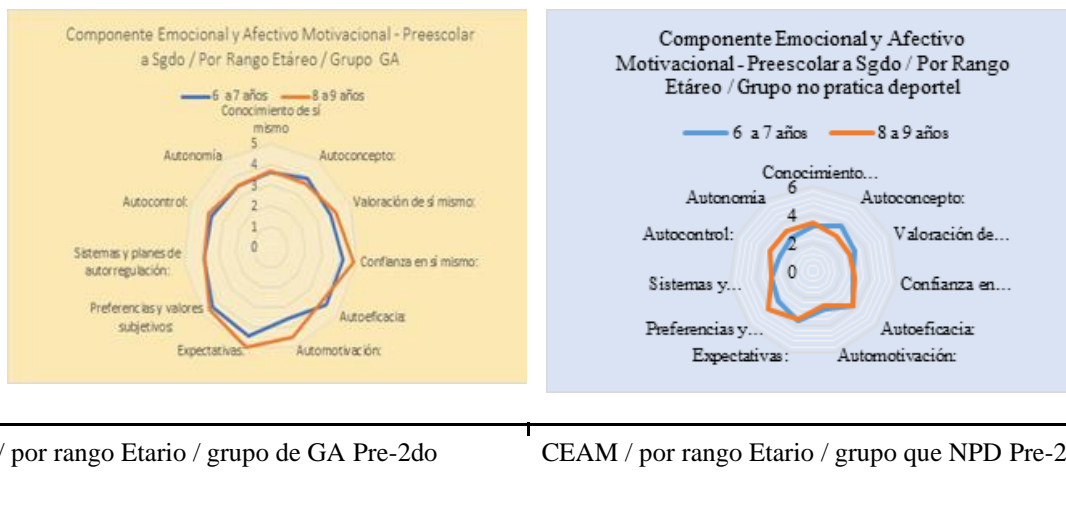 Componente Emocional y Afectivo Motivacional - Preescolar
a Sgdo / Por Rango Etáreo / Grupo GA
6 a 7 años
8 a 9 años
Conocimiento de sí
mismo
Autoconcepto:
Valoración de sí mismo:
Confianza en sí mismo:
Autoeficacia:
Automotivación:
Expectativas:
Preferencias y valores
subjetivos:
Sistemas y planes de
autorregulación:
Autocontrol:
Autonomía
5
4
3
2
1
0
Componente Emocional y Afectivo
Motivacional - Preescolar a Sgdo / Por Rango
Etáreo / Grupo no pratica deportel
6 a 7 años
8 a 9 años
Conocimiento...
Autoconcepto:
Valoración de...
Confianza en...
Autoeficacia:
Automotivación:
Expectativas:
Preferencias y...
Sistemas y...
Autocontrol:
Autonomía
6
4
2
0
/ por rango Etario / grupo de GA Pre-2do
CEAM / por rango Etario / grupo que NPD Pre-2